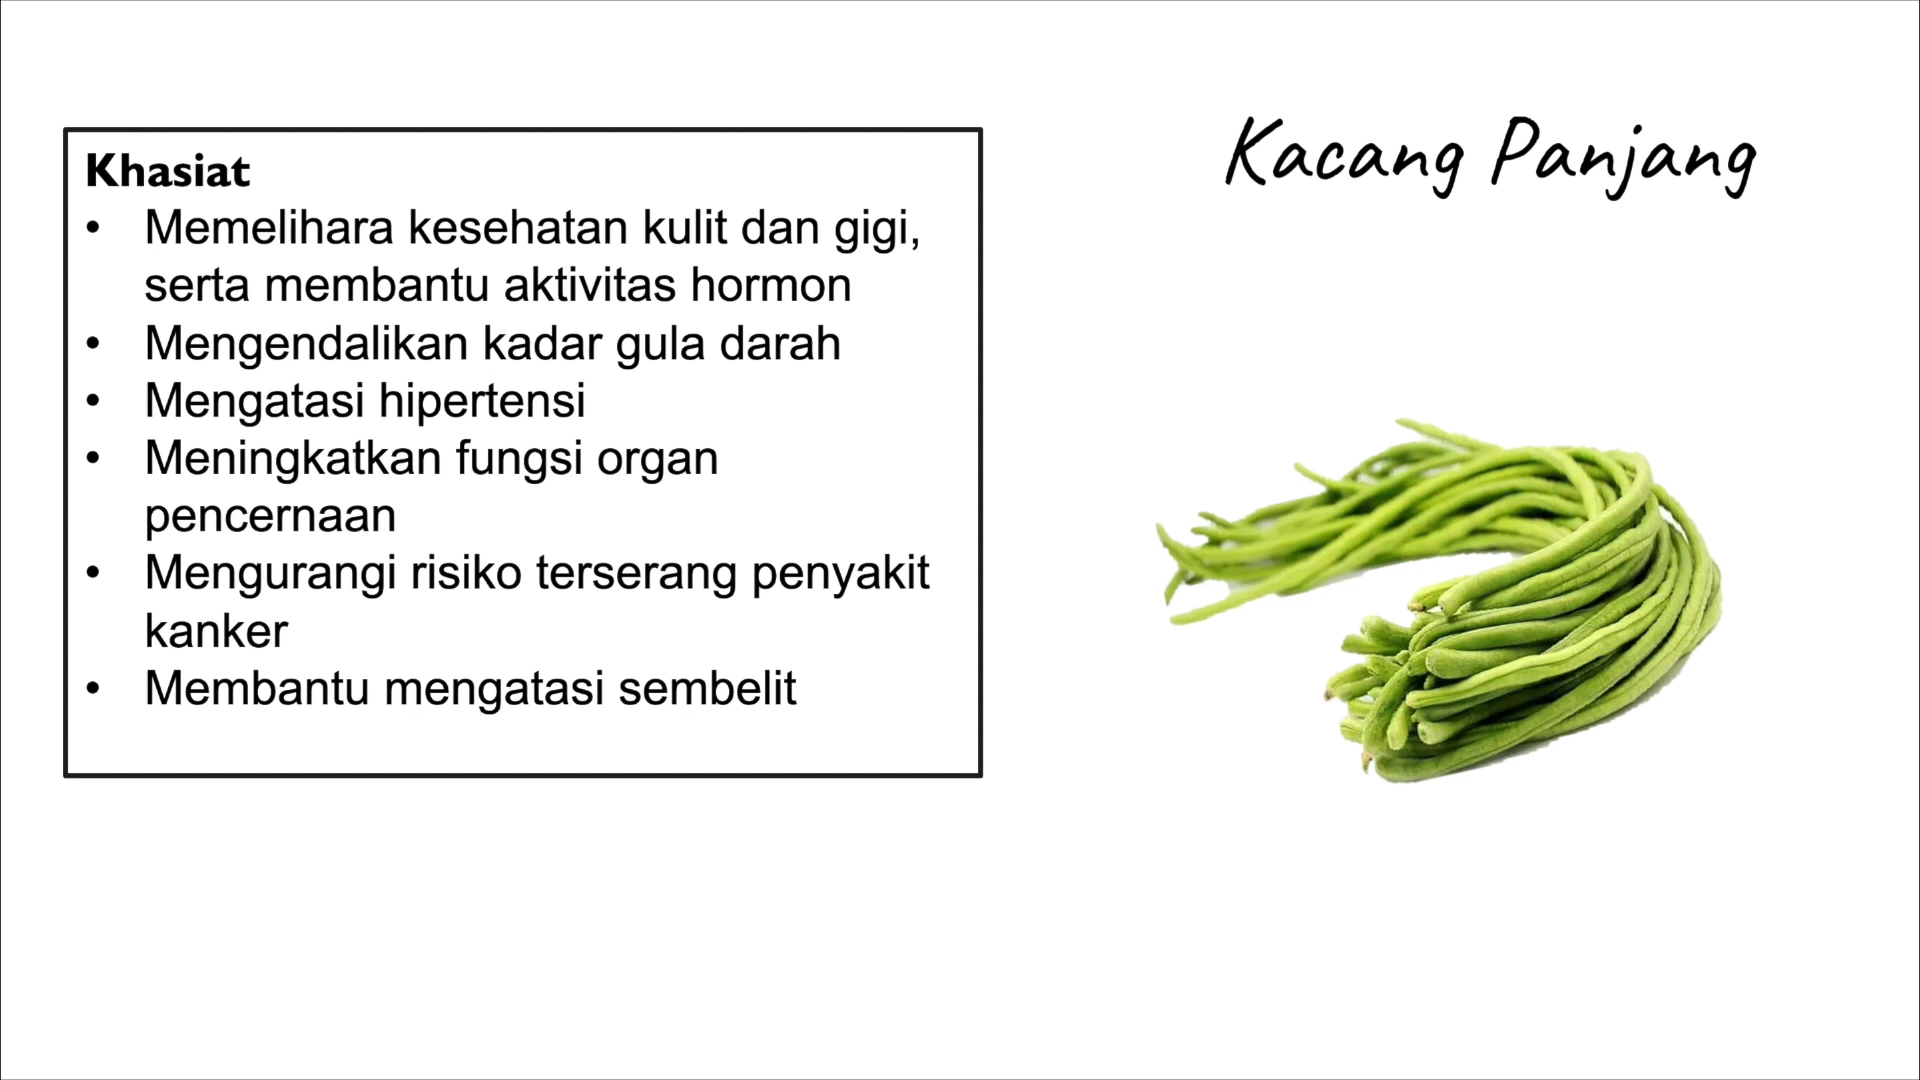 Kacang Panjang
Khasiat
• Memelihara kesehatan kulit dan gigi,
serta membantu aktivitas hormon
• Mengendalikan kadar gula darah
• Mengatasi hipertensi
• Meningkatkan fungsi organ
pencernaan
• Mengurangi risiko terserang penyakit
kanker
• Membantu mengatasi sembelit